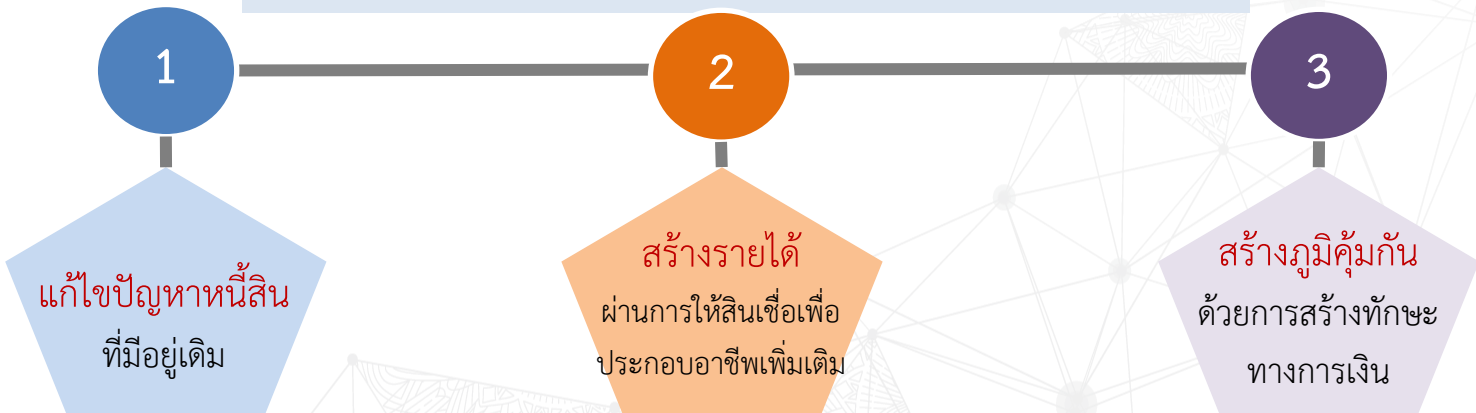 1
2
3
แก้ไขปัญหาหนี้สิน
ที่มีอยู่เดิม
สร้างรายได้
ผ่านการให้สินเชื่อเพื่อ
ประกอบอาชีพเพิ่มเติม
สร้างภูมิคุ้มกัน
ด้วยการสร้างทักษะ
ทางการเงิน